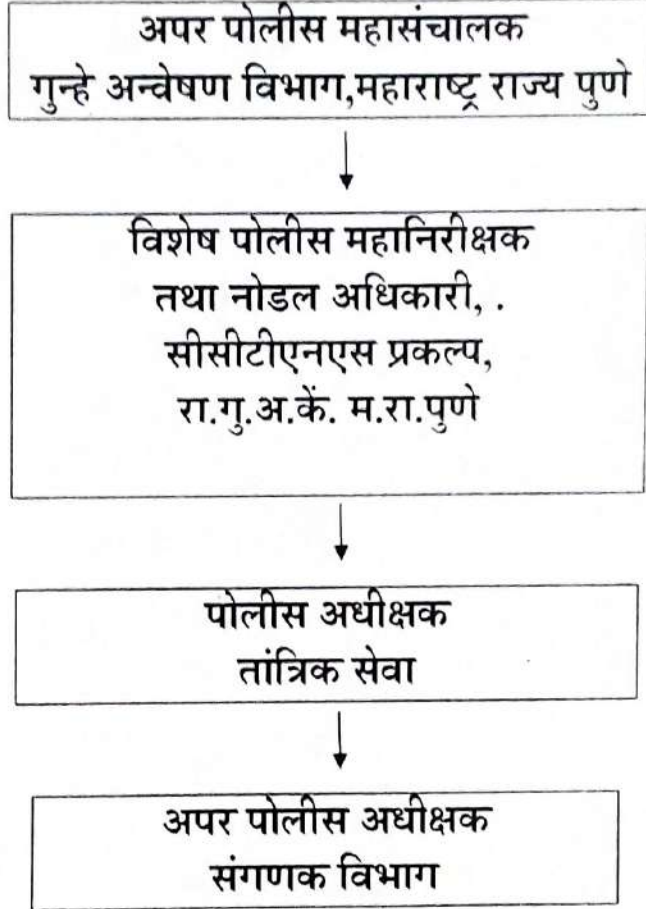 अपर पोलीस महासंचालक
गुन्हे अन्वेषण विभाग,महाराष्ट्र राज्य पुणे
विशेष पोलीस महानिरीक्षक
तथा नोडल अधिकारी, .
सीसीटीएनएस प्रकल्प,
रा.गु.अ.कें. म.रा.पुणे
पोलीस अधीक्षक
तांत्रिक सेवा
अपर पोलीस अधीक्षक
संगणक विभाग